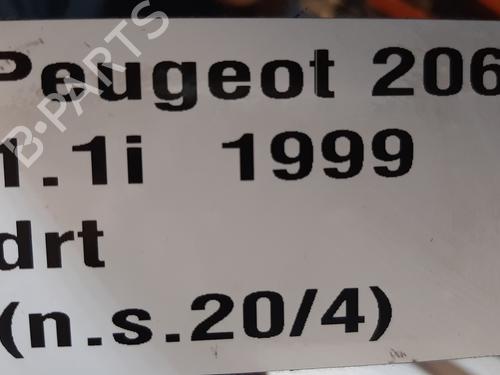 Peugeot 206
1.1i 1999
drt
(n.s.20/4)
B-PARTS